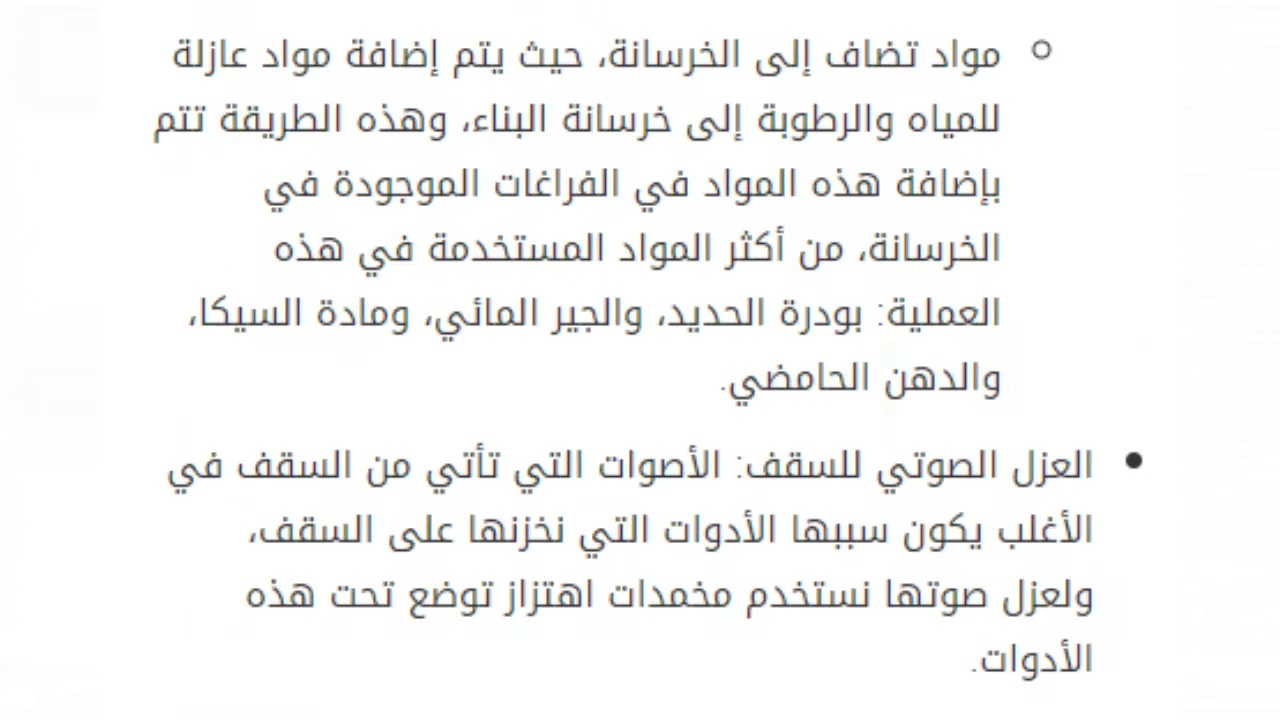 مواد تضاف إلى الخرسانة، حيث يتم إضافة مواد عازلة
للمياه والرطوبة إلى خرسانة البناء، وهذه الطريقة تتم
بإضافة هذه المواد في الفراغات الموجودة في
الخرسانة، من أكثر المواد المستخدمة في هذه
العملية: بودرة الحديد، والجير المائي، ومادة السيكا،
والدهن الحامضي.
العزل الصوتي للسقف: الأصوات التي تأتي من السقف في
الأغلب يكون سببها الأدوات التي نخزنها على السقف،
ولعزل صوتها نستخدم مخمدات اهتزاز توضع تحت هذه
الأدوات.